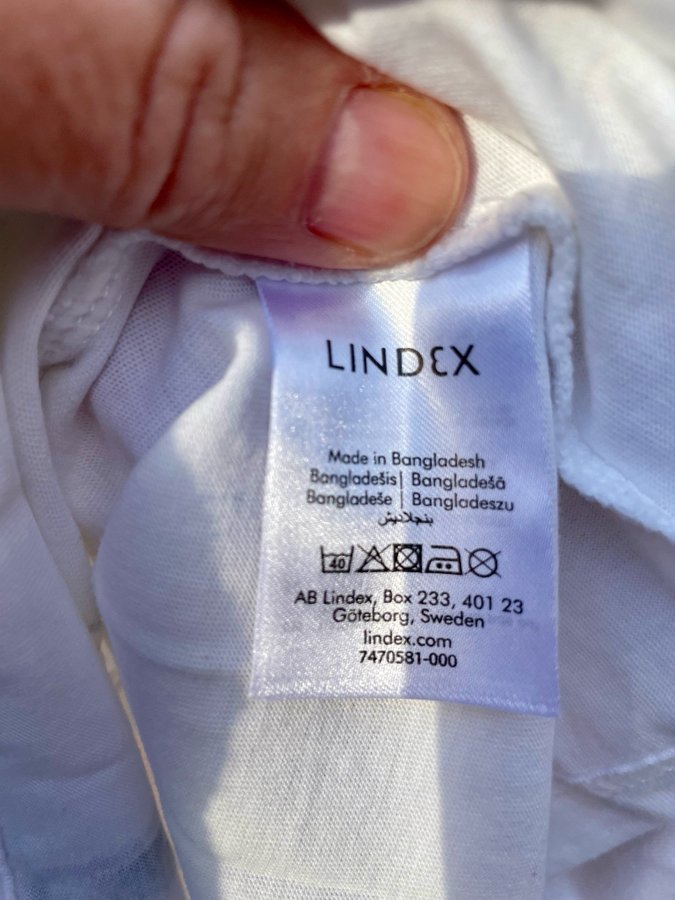 LINDEX
Made in Bangladesh
Bangladešis | Bangladešā
Bangladeše | Bangladeszu
بنجلاديش
40
AB Lindex, Box 233, 401 23
Göteborg, Sweden
lindex.com
7470581-000